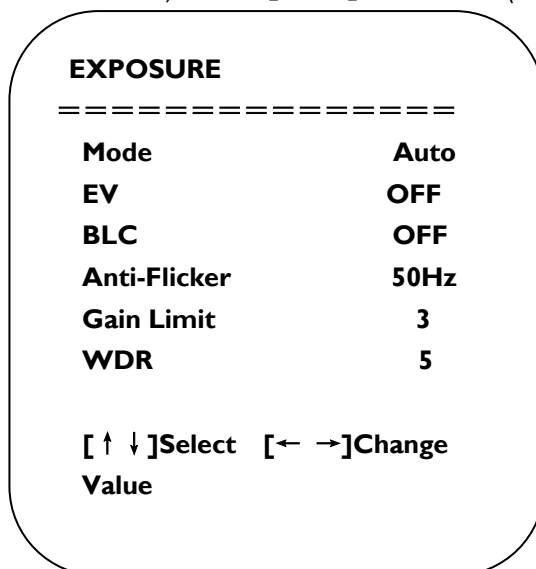 EXPOSURE
================
Mode Auto
EV OFF
BLC OFF
Anti-Flicker 50Hz
Gain Limit 3
WDR 5
[↑ ↓]Select [← →]Change
Value